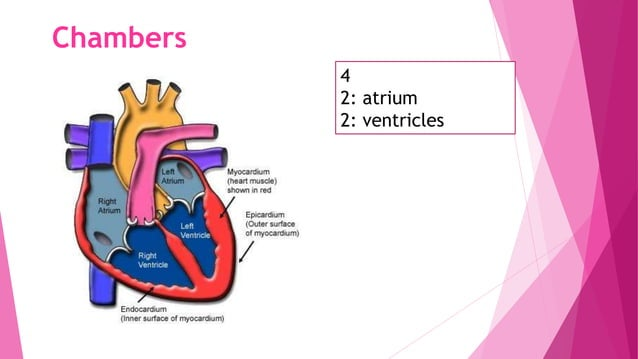 Chambers
4
2: atrium
2: ventricles
Left
Atrium
Myocardium
(heart muscle)
shown in red
Right
Atrium
Epicardium
(Outer surface
of myocardium)
Left
Ventricle
Right
Ventricle
Endocardium
(Inner surface of myocardium)